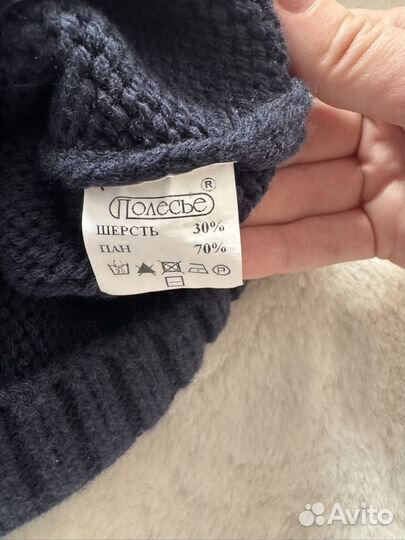 ®
Полесье
ШЕРСТЬ 30%
ПАН 70%
P
Avito